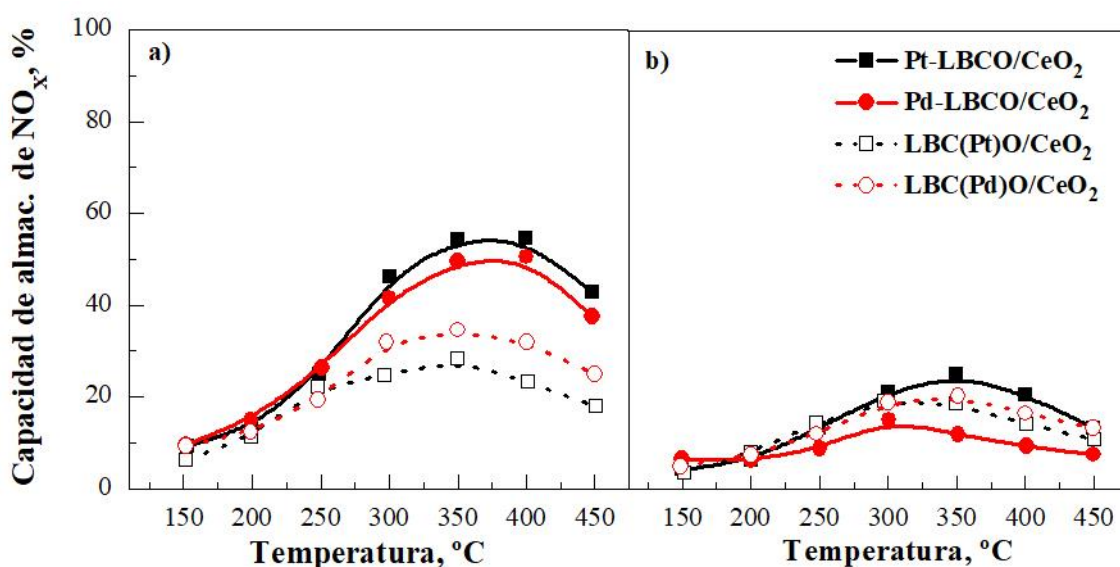 Capacidad de almac. de NOX, %
100
80
60
40
20
0
a)
150 200 250 300 350 400 450
Temperatura, ºC
b)
Pt-LBCO/CeO2
Pd-LBCO/CeO2
LBC(Pt)O/CeO2
LBC(Pd)O/CeO2
150 200 250 300 350 400 450
Temperatura, ºC